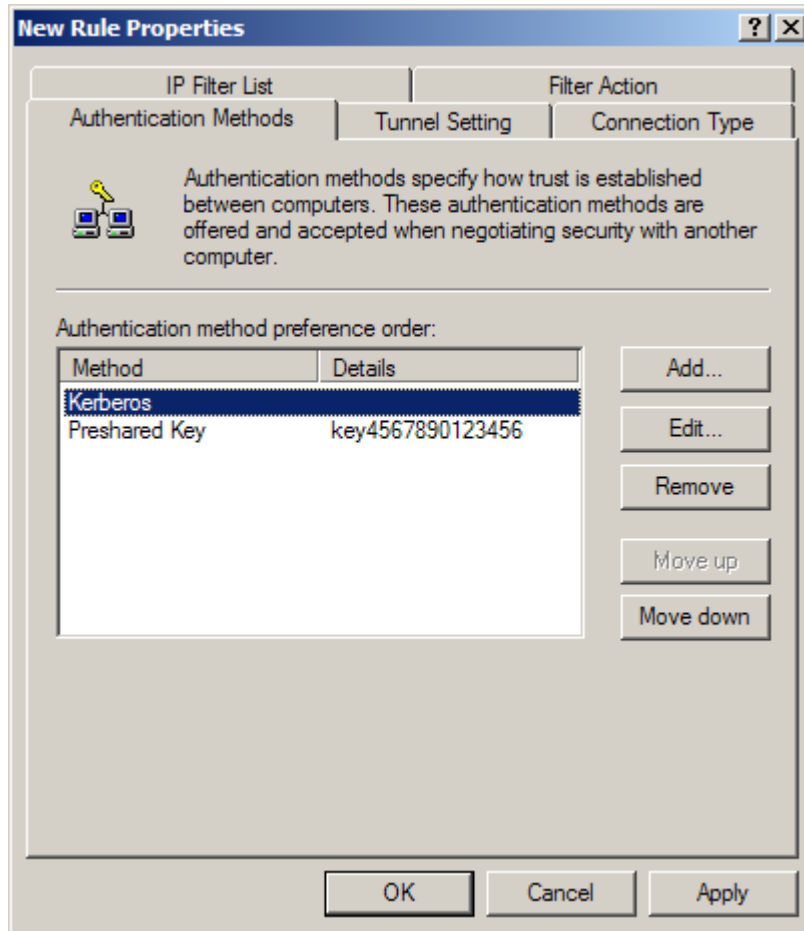 New Rule Properties
IP Filter List Filter Action
Authentication Methods Tunnel Setting Connection Type
Authentication methods specify how trust is established
between computers. These authentication methods are
offered and accepted when negotiating security with another
computer.
Authentication method preference order:
Method Details
Kerberos
Preshared Key key4567890123456
Add...
Edit...
Remove
Move up
Move down
OK Cancel Apply